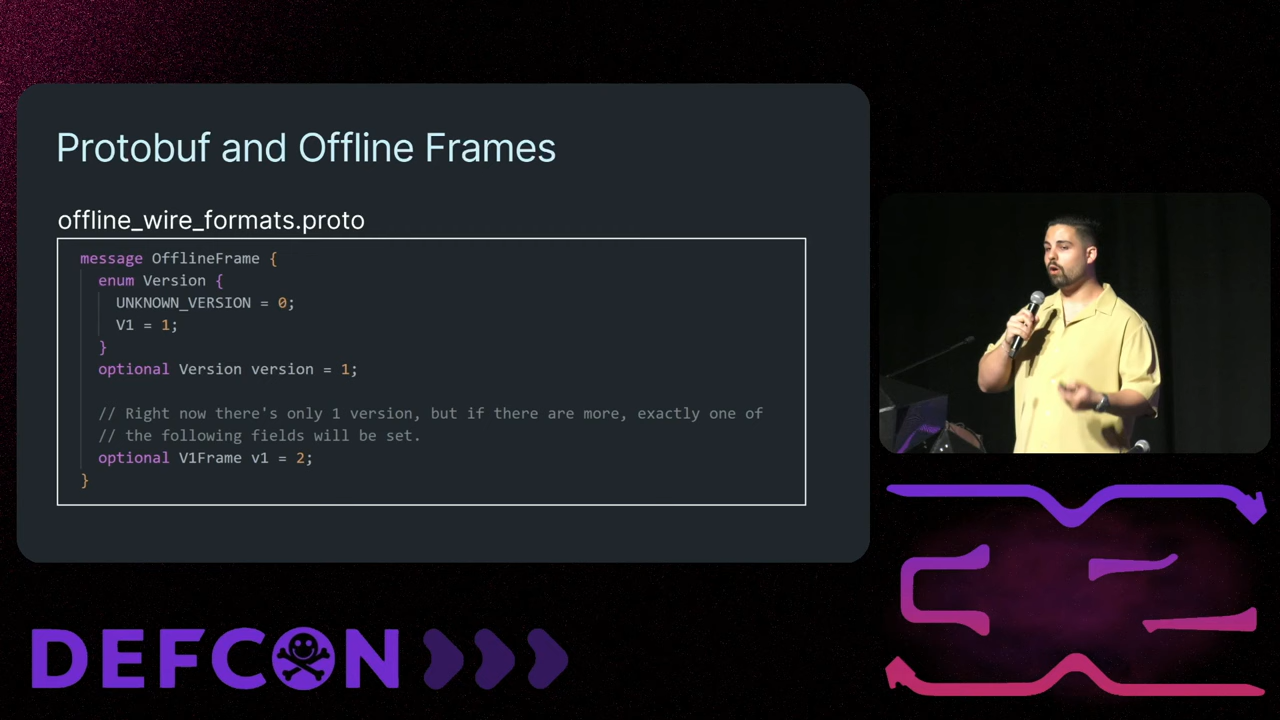 Protobuf and Offline Frames
offline_wire_formats.proto
message OfflineFrame {
enum Version {
UNKNOWN_VERSION = 0;
V1 = 1;
}
optional Version version = 1;
// Right now there's only 1 version, but if there are more, exactly one of
// the following fields will be set.
optional V1Frame v1 = 2;
}
DEFCON